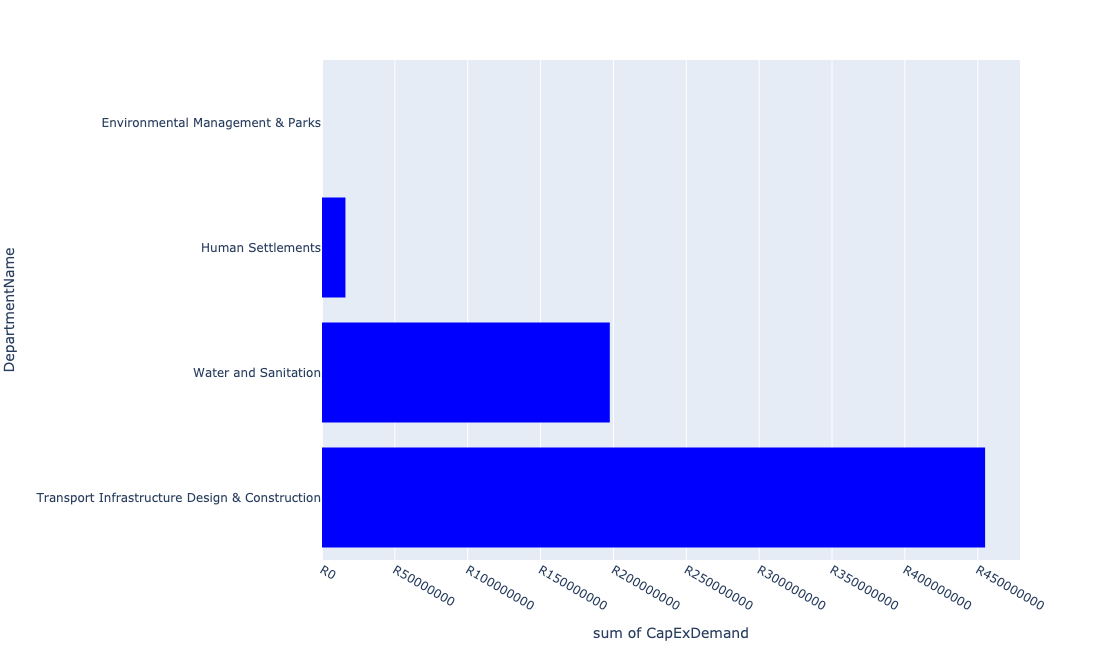 Environmental Management & Parks
Human Settlements
Water and Sanitation
Transport Infrastructure Design & Construction
DepartmentName
R0
R50000000
R100000000
R150000000
R200000000
R250000000
R300000000
R350000000
R400000000
R450000000
sum of CapExDemand